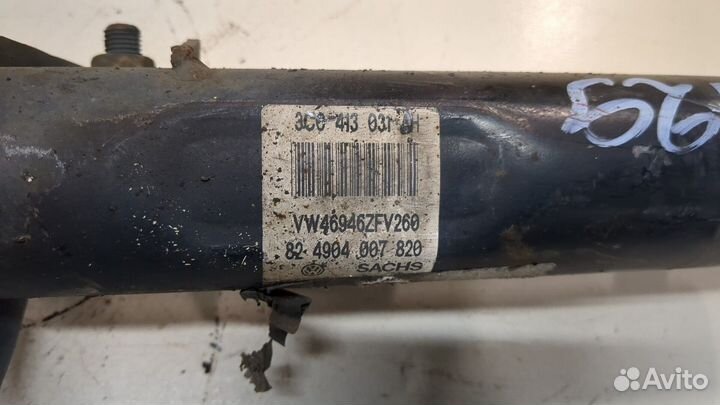 3C0 413 031 AH
VW46946ZFV260
82 4904 007 820
SACHS
Avito